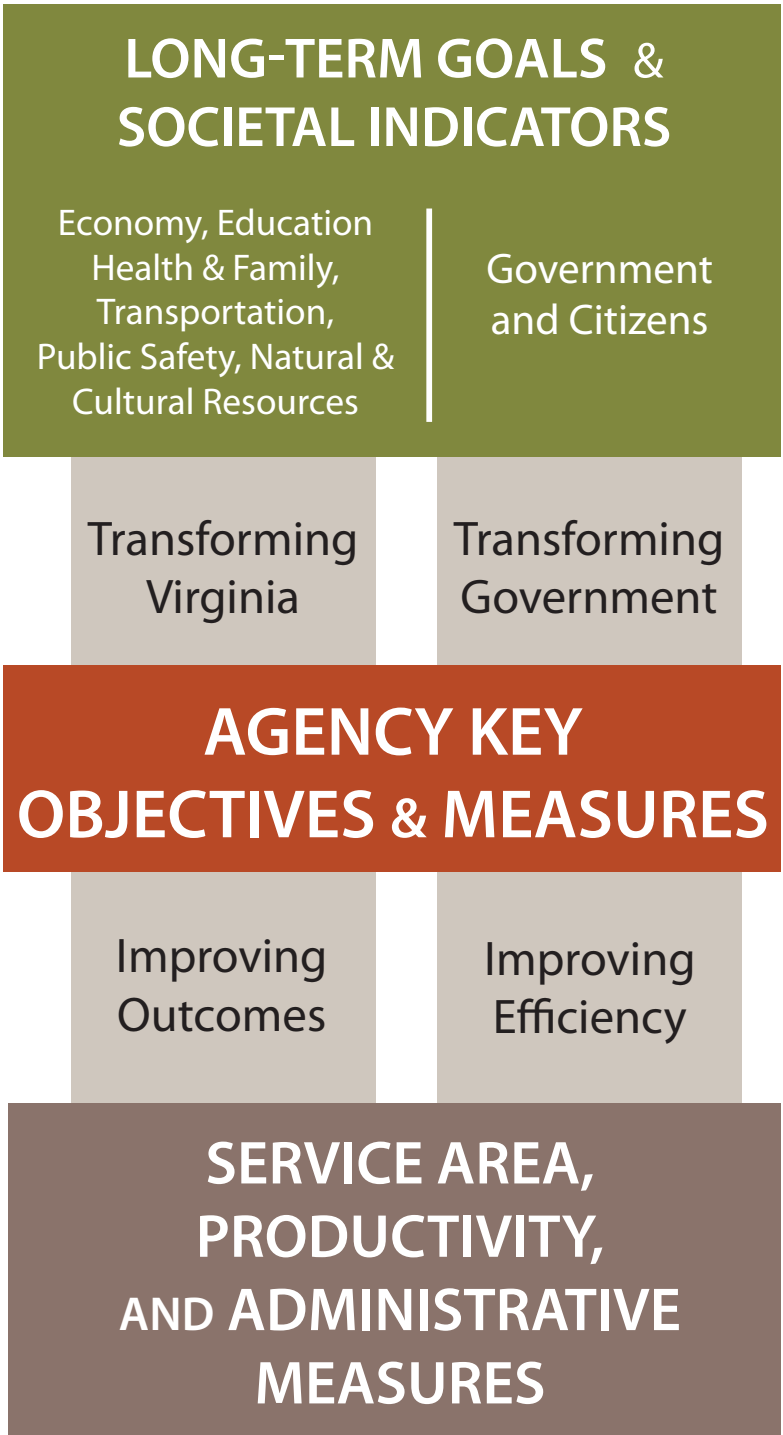 LONG-TERM GOALS &
SOCIETAL INDICATORS
Economy, Education
Health & Family,
Transportation,
Public Safety, Natural &
Cultural Resources
Government
and Citizens
Transforming
Virginia
Transforming
Government
AGENCY KEY
OBJECTIVES & MEASURES
Improving
Outcomes
Improving
Efficiency
SERVICE AREA,
PRODUCTIVITY,
AND ADMINISTRATIVE
MEASURES